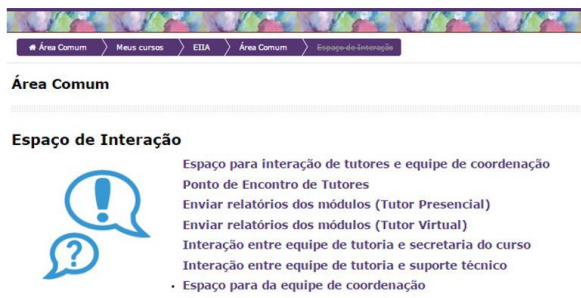 Área Comum Meus cursos EIIA Área Comum Espaço de Interação
Área Comum
Espaço de Interação
Espaço para interação de tutores e equipe de coordenação
Ponto de Encontro de Tutores
Enviar relatórios dos módulos (Tutor Presencial)
Enviar relatórios dos módulos (Tutor Virtual)
Interação entre equipe de tutoria e secretaria do curso
Interação entre equipe de tutoria e suporte técnico
Espaço para da equipe de coordenação